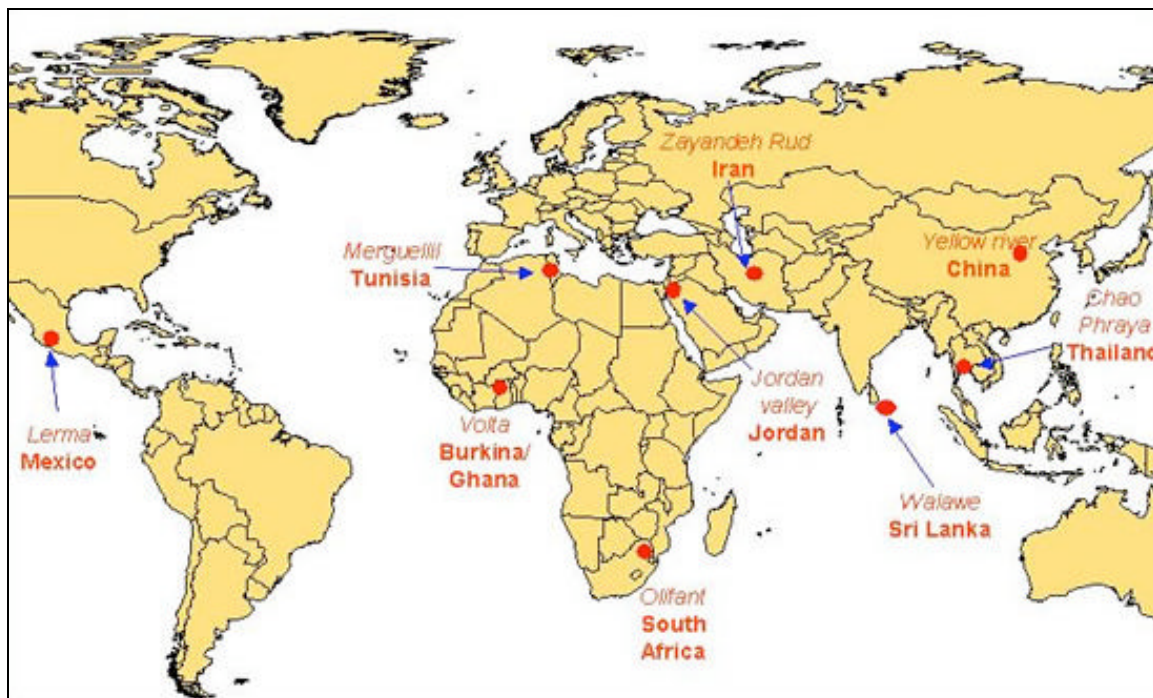 Zayandeh Rud
Iran
Merguellil
Tunisia
Yellow river
China
Chao
Phraya
Thailand
Jordan
valley
Jordan
Lerma
Mexico
Volta
Burkina/
Ghana
Walawe
Sri Lanka
Olifant
South
Africa